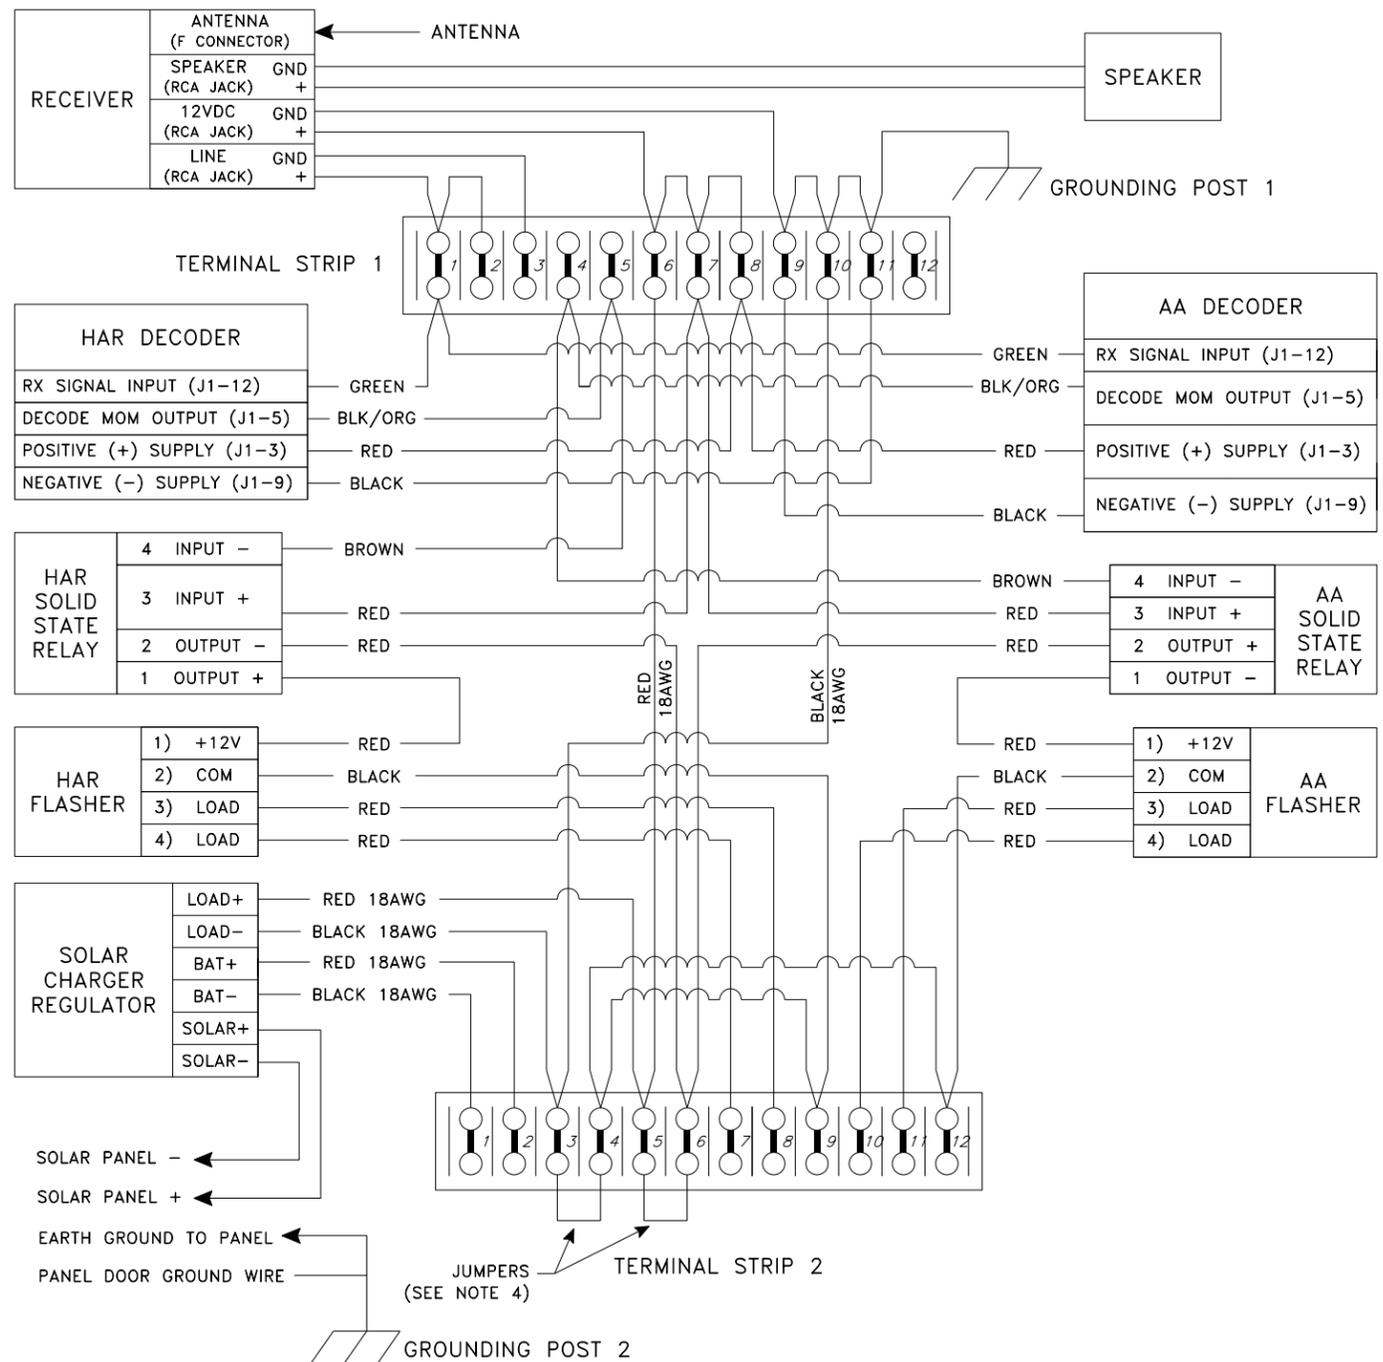 ANTENNA
(F CONNECTOR)
ANTENNA
RECEIVER
SPEAKER GND
(RCA JACK) +
12VDC GND
(RCA JACK) +
LINE GND
(RCA JACK) +
SPEAKER
GROUNDING POST 1
TERMINAL STRIP 1
1 2 3 4 5 6 7 8 9 10 11 12
HAR DECODER
RX SIGNAL INPUT (J1-12)
DECODE MOM OUTPUT (J1-5)
POSITIVE (+) SUPPLY (J1-3)
NEGATIVE (-) SUPPLY (J1-9)
GREEN
BLK/ORG
RED
BLACK
AA DECODER
RX SIGNAL INPUT (J1-12)
DECODE MOM OUTPUT (J1-5)
POSITIVE (+) SUPPLY (J1-3)
NEGATIVE (-) SUPPLY (J1-9)
GREEN
BLK/ORG
RED
BLACK
HAR
SOLID
STATE
RELAY
4 INPUT -
3 INPUT +
2 OUTPUT -
1 OUTPUT +
BROWN
RED
RED
RED
18AWG
BLACK
18AWG
BROWN
RED
RED
4 INPUT -
3 INPUT +
2 OUTPUT +
1 OUTPUT -
AA
SOLID
STATE
RELAY
HAR
FLASHER
1) +12V
2) COM
3) LOAD
4) LOAD
RED
BLACK
RED
RED
RED
BLACK
RED
RED
1) +12V
2) COM
3) LOAD
4) LOAD
AA
FLASHER
SOLAR
CHARGER
REGULATOR
LOAD+
LOAD-
BAT+
BAT-
SOLAR+
SOLAR-
RED 18AWG
BLACK 18AWG
RED 18AWG
BLACK 18AWG
1 2 3 4 5 6 7 8 9 10 11 12
SOLAR PANEL -
SOLAR PANEL +
EARTH GROUND TO PANEL
PANEL DOOR GROUND WIRE
JUMPERS
(SEE NOTE 4)
TERMINAL STRIP 2
GROUNDING POST 2